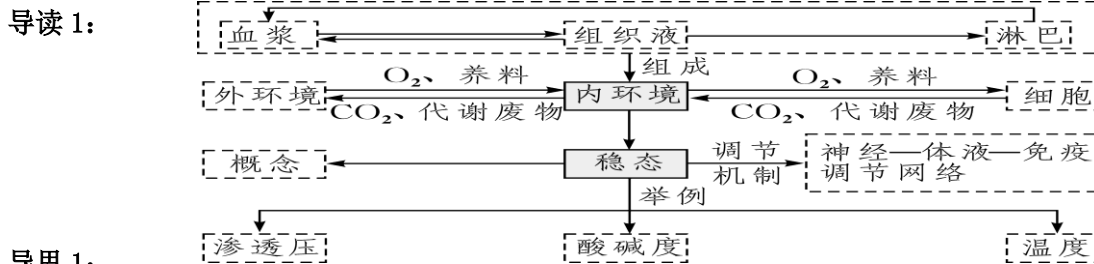 导读 1：
血浆 组织液 淋巴
组成
O₂、养料 O₂、养料
外环境 内环境 细胞
CO₂、代谢废物 CO₂、代谢废物
概念 稳态 调节 神经—体液—免疫
机制 调节网络
举例
渗透压 酸碱度 温度